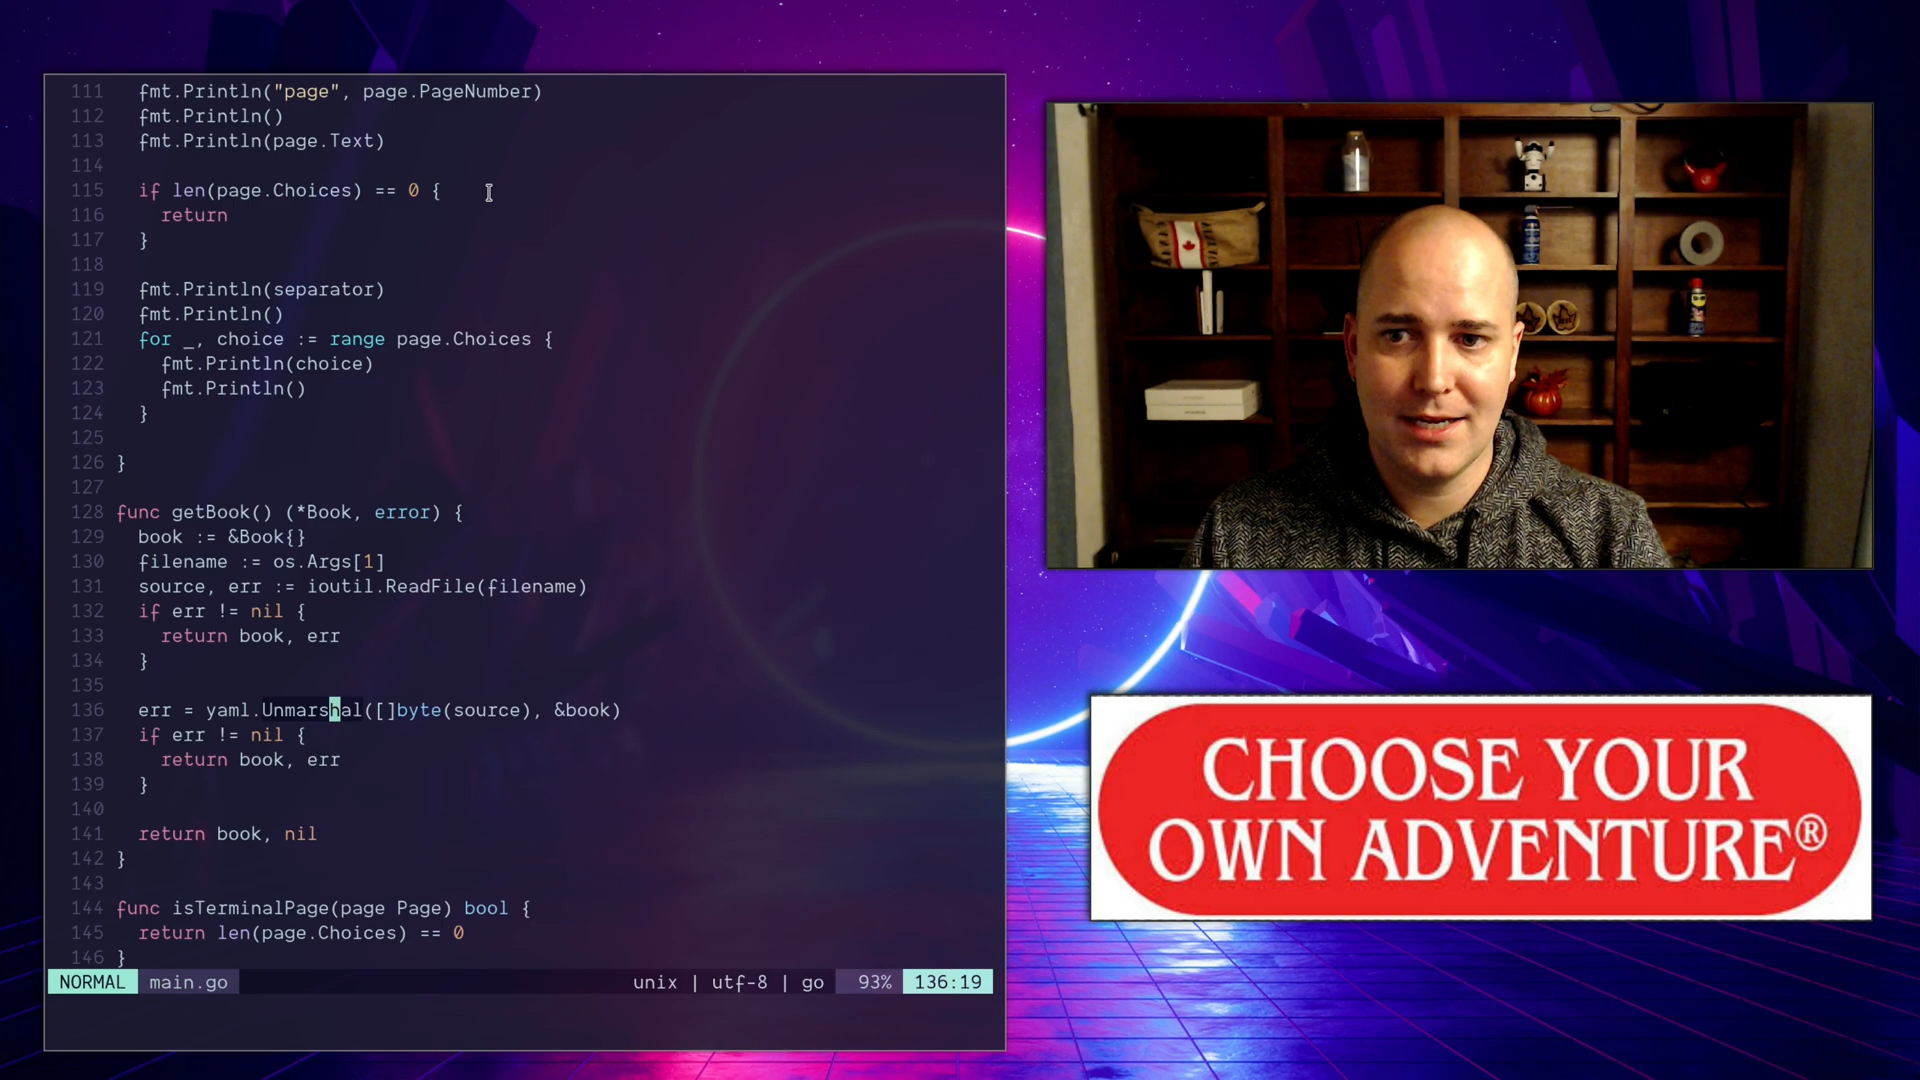 111 fmt.Println("page", page.PageNumber)
112 fmt.Println()
113 fmt.Println(page.Text)
114
115 if len(page.Choices) == 0 {
116 return
117 }
118
119 fmt.Println(separator)
120 fmt.Println()
121 for _, choice := range page.Choices {
122 fmt.Println(choice)
123 fmt.Println()
124 }
125
126 }
127
128 func getBook() (*Book, error) {
129 book := &Book{}
130 filename := os.Args[1]
131 source, err := ioutil.ReadFile(filename)
132 if err != nil {
133 return book, err
134 }
135
136 err = yaml.Unmarshal([]byte(source), &book)
137 if err != nil {
138 return book, err
139 }
140
141 return book, nil
142 }
143
144 func isTerminalPage(page Page) bool {
145 return len(page.Choices) == 0
146 }
NORMAL main.go unix | utf-8 | go 93% 136:19
CHOOSE YOUR
OWN ADVENTURE®